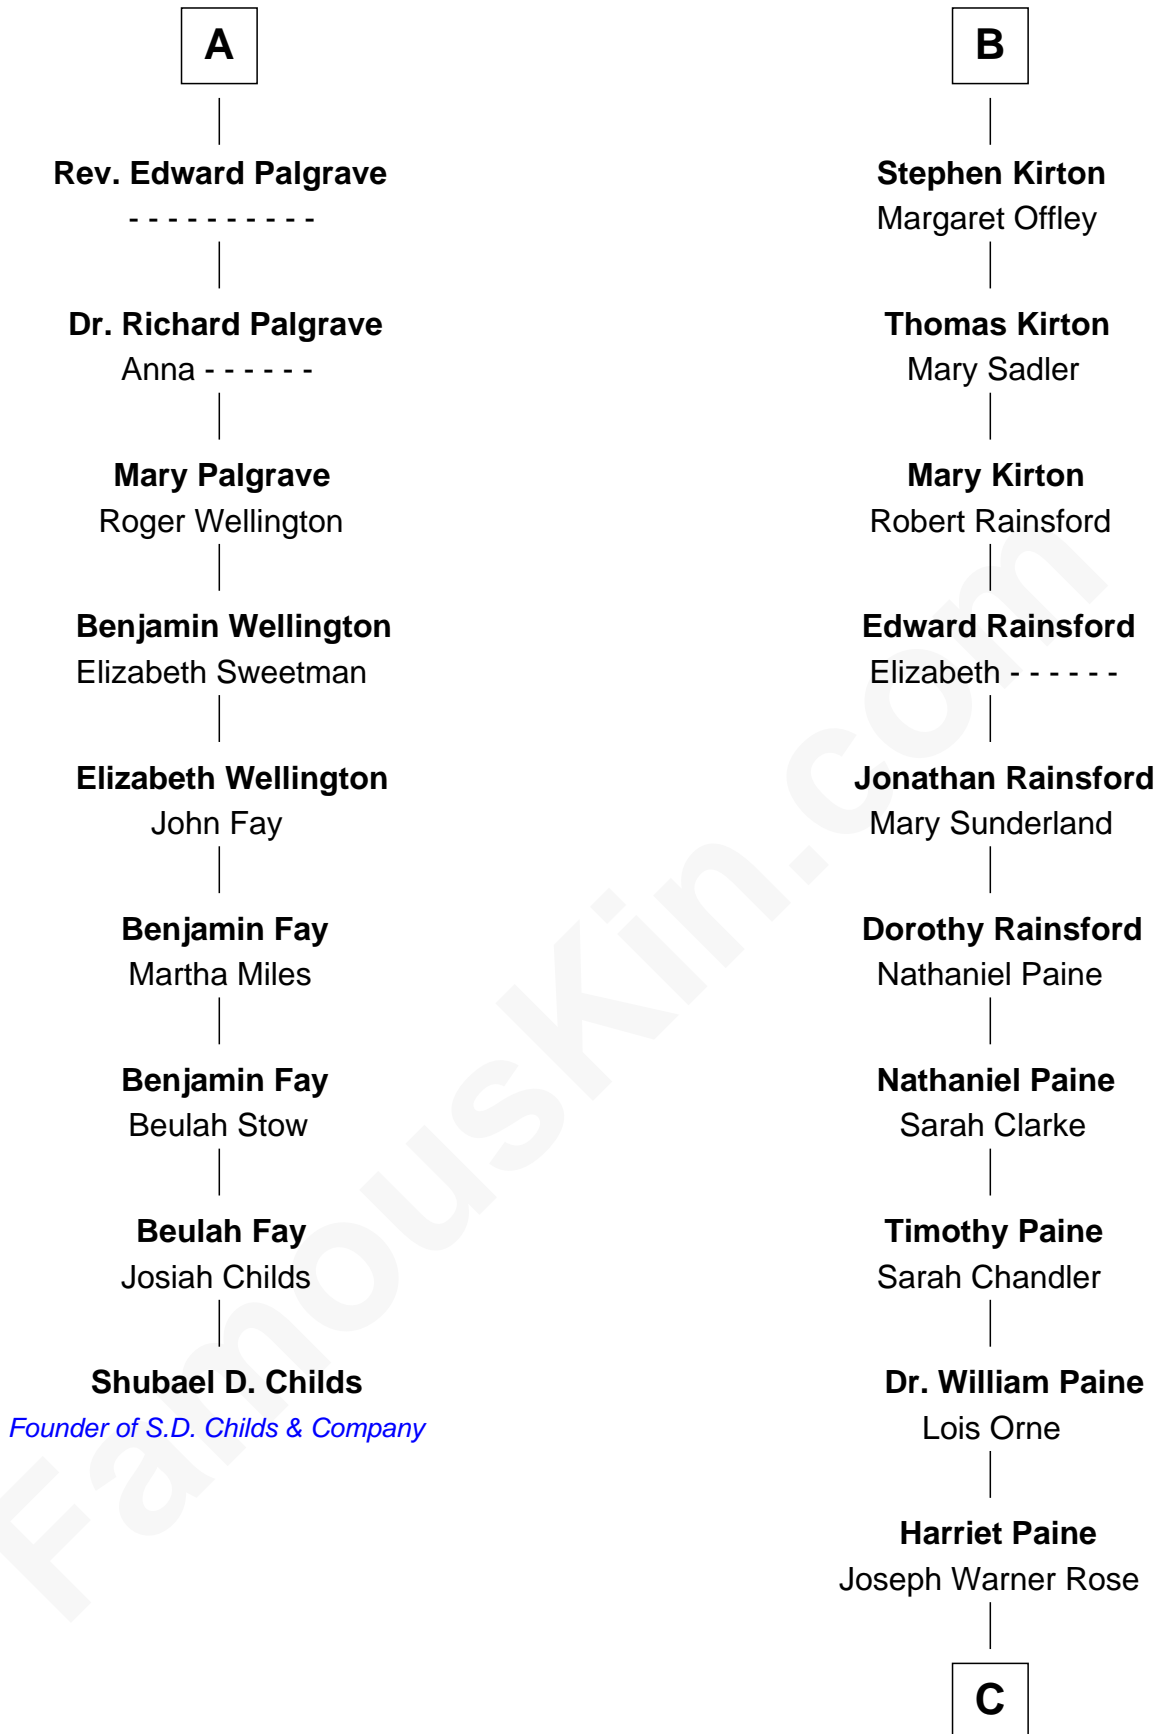 A
Rev. Edward Palgrave
- - - - - - - - - -
Dr. Richard Palgrave
Anna - - - - - -
Mary Palgrave
Roger Wellington
Benjamin Wellington
Elizabeth Sweetman
Elizabeth Wellington
John Fay
Benjamin Fay
Martha Miles
Benjamin Fay
Beulah Stow
Beulah Fay
Josiah Childs
Shubael D. Childs
Founder of S.D. Childs & Company
B
Stephen Kirton
Margaret Offley
Thomas Kirton
Mary Sadler
Mary Kirton
Robert Rainsford
Edward Rainsford
Elizabeth - - - - - -
Jonathan Rainsford
Mary Sunderland
Dorothy Rainsford
Nathaniel Paine
Nathaniel Paine
Sarah Clarke
Timothy Paine
Sarah Chandler
Dr. William Paine
Lois Orne
Harriet Paine
Joseph Warner Rose
C
FamousKin.com